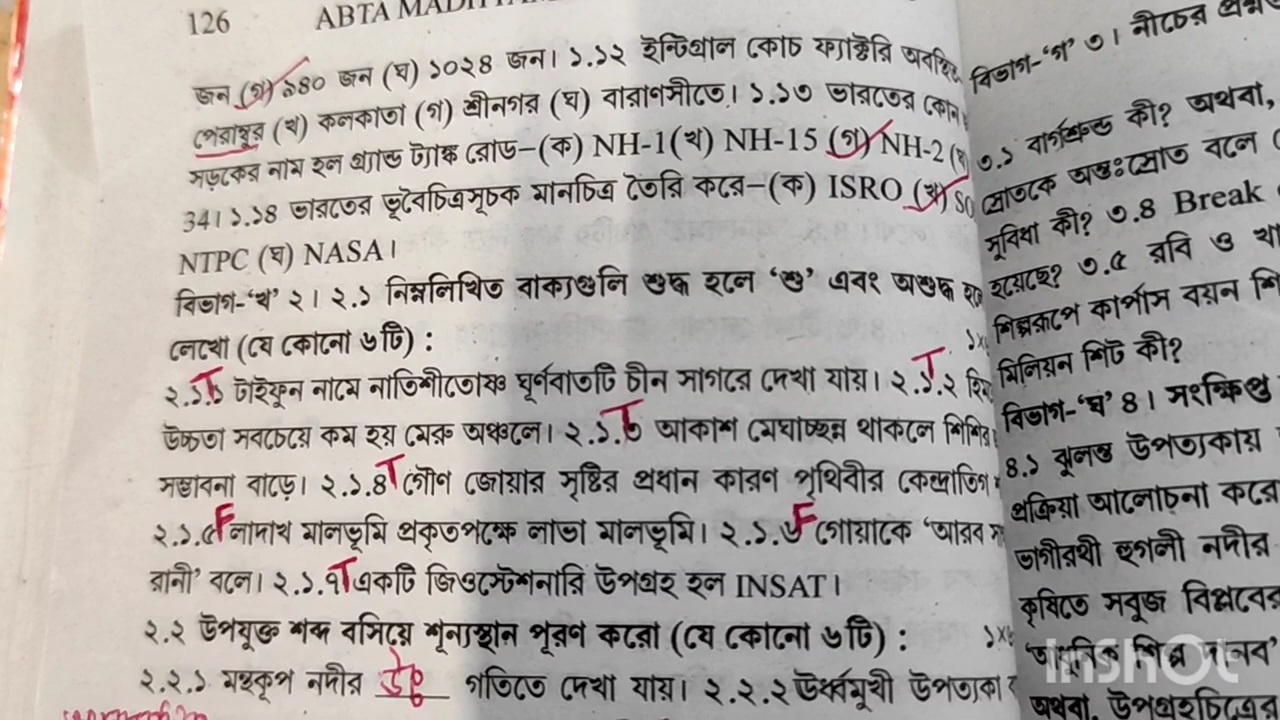 126 ABTA
জন (গ) ৯৪০ জন (ঘ) ১০২৪ জন। ১.১২ ইন্টিগ্রাল কোচ ফ্যাক্টরি
পেরাম্বুর (খ) কলকাতা (গ) শ্রীনগর (ঘ) বারাণসীতে। ১.১৩ ভারতের কোন
সড়কের নাম হল গ্র্যান্ড ট্যাঙ্ক রোড–(ক) NH-1(খ) NH-15 (গ) NH-2
34। ১.১৪ ভারতের ভূবৈচিত্রসূচক মানচিত্র তৈরি করে–(ক) ISRO (খ)
NTPC (ঘ) NASA।
বিভাগ-‘খ’ ২। ২.১ নিম্নলিখিত বাক্যগুলি শুদ্ধ হলে ‘শু’ এবং অশুদ্ধ
লেখো (যে কোনো ৬টি) :
২.১.১ T টাইফুন নামে নাতিশীতোষ্ণ ঘূর্ণবাতটি চীন সাগরে দেখা যায়। ২.১.২ T
উচ্চতা সবচেয়ে কম হয় মেরু অঞ্চলে। ২.১.৩ T আকাশ মেঘাচ্ছন্ন থাকলে শিশির
সম্ভাবনা বাড়ে। ২.১.৪ T গৌণ জোয়ার সৃষ্টির প্রধান কারণ পৃথিবীর কেন্দ্রাতিগ
২.১.৫ F লাদাখ মালভূমি প্রকৃতপক্ষে লাভা মালভূমি। ২.১.৬ F গোয়াকে ‘আরব
রানী’ বলে। ২.১.৭ T একটি জিওস্টেশনারি উপগ্রহ হল INSAT।
২.২ উপযুক্ত শব্দ বসিয়ে শূন্যস্থান পূরণ করো (যে কোনো ৬টি) :
২.২.১ মন্থকূপ নদীর গতিতে দেখা যায়। ২.২.২ ঊর্ধ্বমুখী উপত্যকা
বিভাগ-‘গ’ ৩। নীচের
৩.১ বার্গশ্রুন্ড কী? অথবা,
স্রোতকে অন্তঃস্রোত বলে
সুবিধা কী? ৩.৪ Break
হয়েছে? ৩.৫ রবি ও
শিল্পরূপে কার্পাস বয়ন
মিলিয়ন শিট কী?
বিভাগ-‘ঘ’ ৪। সংক্ষিপ্ত
৪.১ ঝুলন্ত উপত্যকায়
প্রক্রিয়া আলোচনা করো
ভাগীরথী হুগলী নদীর
কৃষিতে সবুজ বিপ্লবের
‘আধুনিক শিল্প দানব’
অথবা, উপগ্রহচিত্রের
inshot